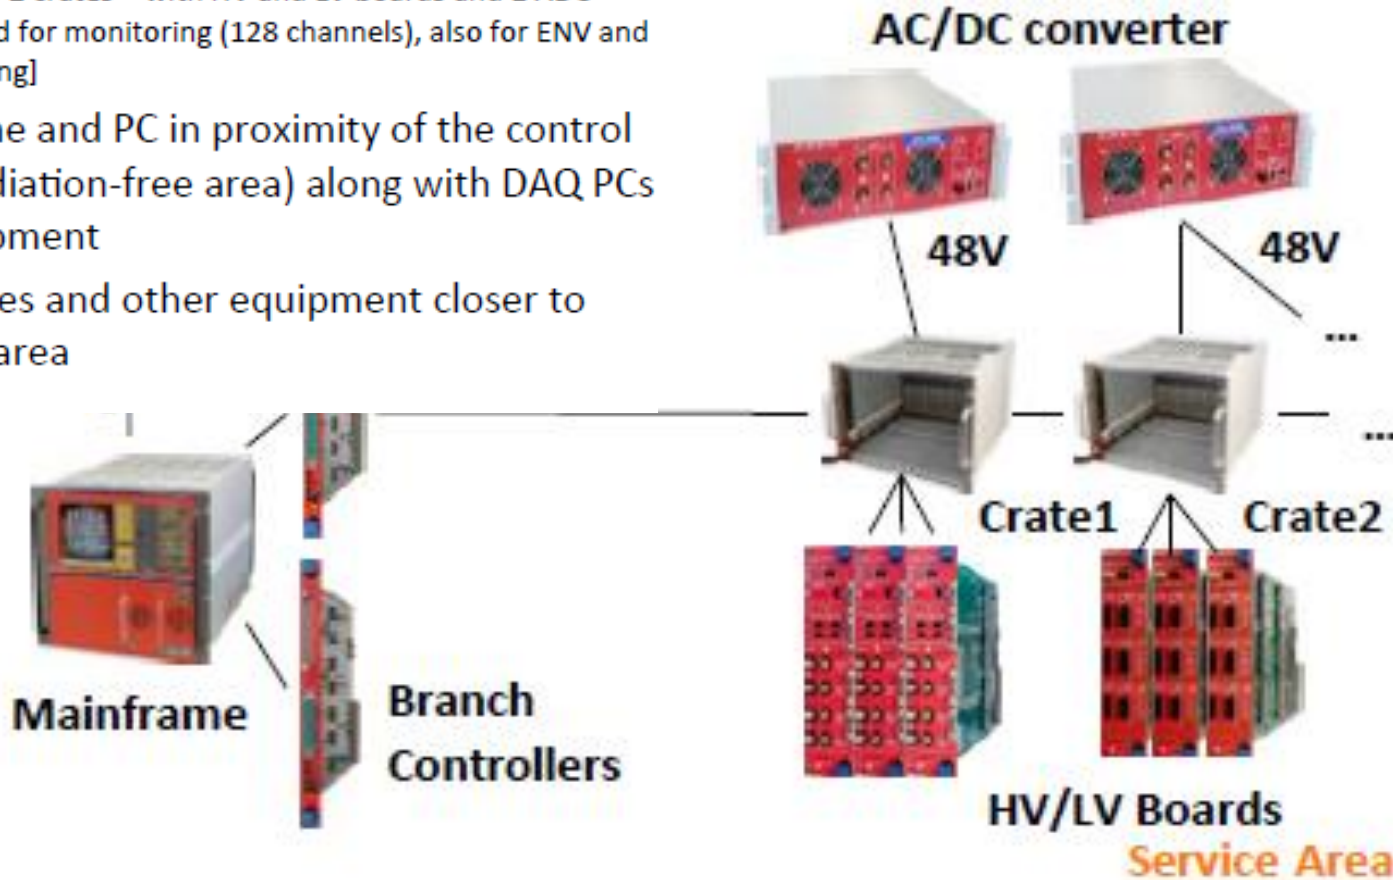 d for monitoring (128 channels), also for ENV and
ng]
ne and PC in proximity of the control
diation-free area) along with DAQ PCs
oment
es and other equipment closer to
area
AC/DC converter
48V
48V
...
...
Crate1
Crate2
Mainframe
Branch
Controllers
HV/LV Boards
Service Area